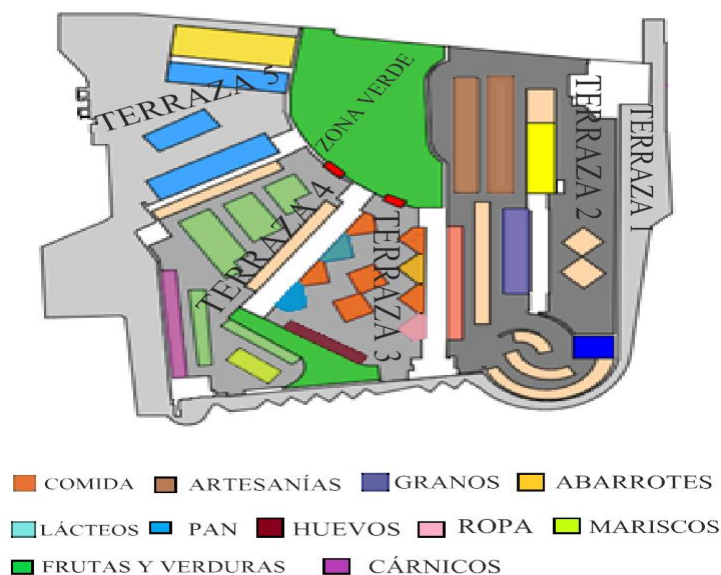 TERRAZA 5
ZONA VERDE
TERRAZA 4
TERRAZA 3
TERRAZA 2
TERRAZA 1
COMIDA ARTESANÍAS GRANOS ABARROTES
LÁCTEOS PAN HUEVOS ROPA MARISCOS
FRUTAS Y VERDURAS CÁRNICOS